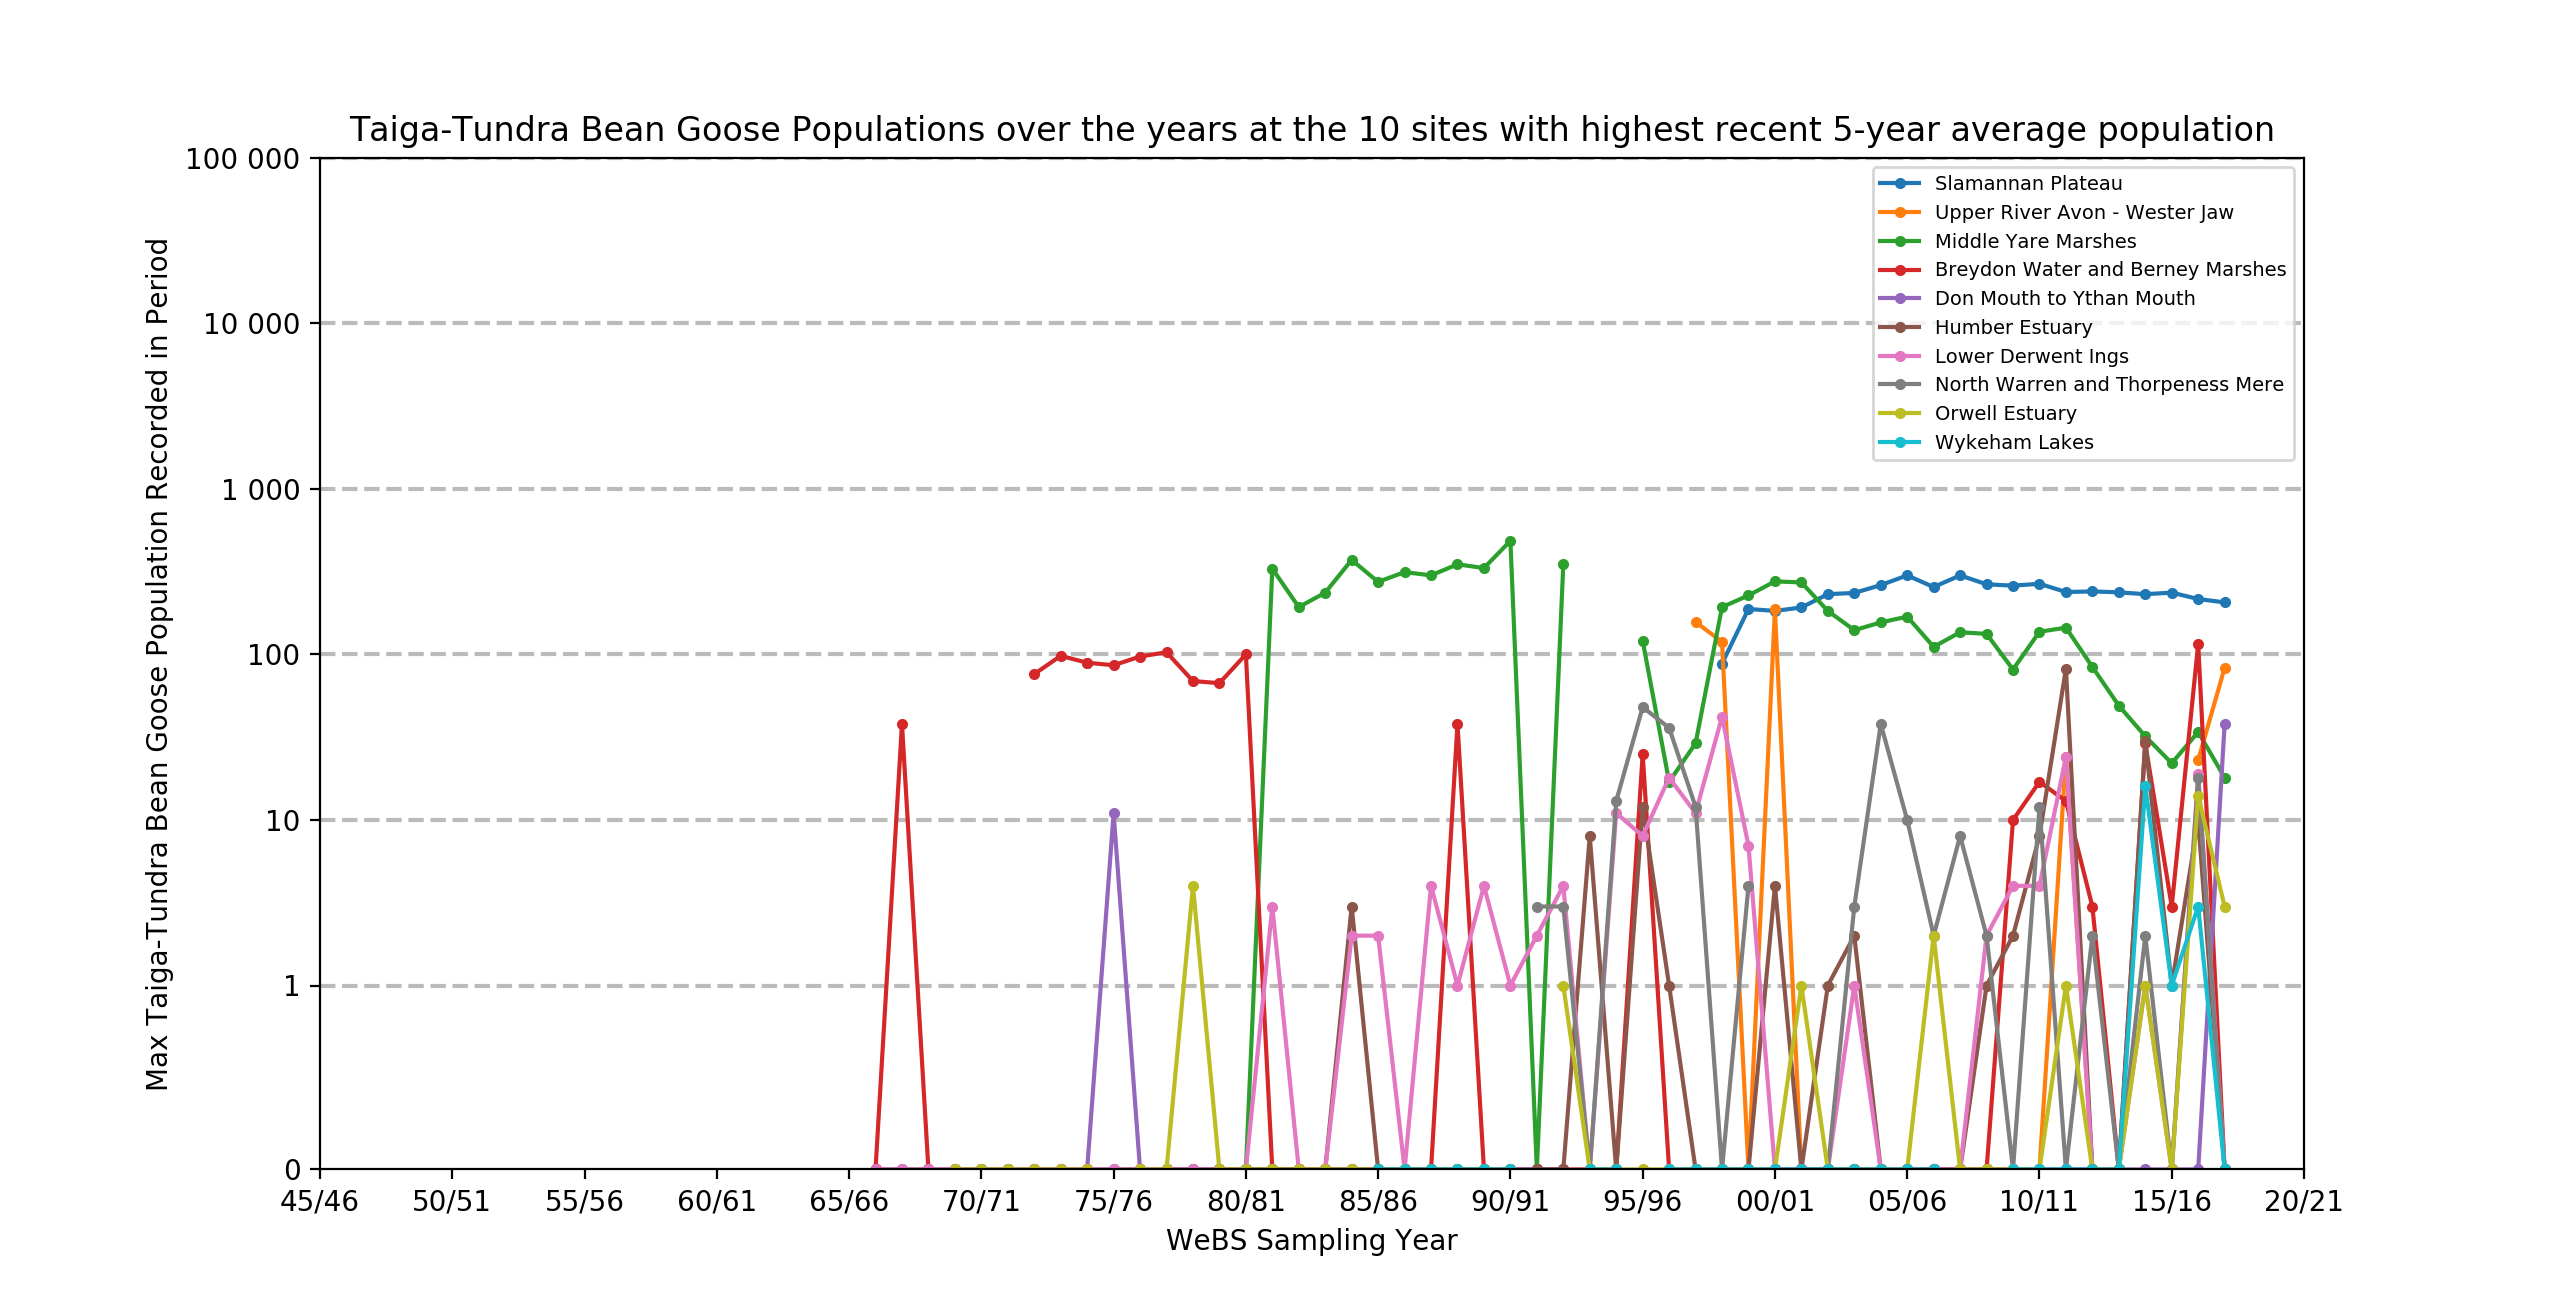 Taiga-Tundra Bean Goose Populations over the years at the 10 sites with highest recent 5-year average population
Max Taiga-Tundra Bean Goose Population Recorded in Period
100 000
10 000
1 000
100
10
1
0
Slamannan Plateau
Upper River Avon - Wester Jaw
Middle Yare Marshes
Breydon Water and Berney Marshes
Don Mouth to Ythan Mouth
Humber Estuary
Lower Derwent Ings
North Warren and Thorpeness Mere
Orwell Estuary
Wykeham Lakes
45/46 50/51 55/56 60/61 65/66 70/71 75/76 80/81 85/86 90/91 95/96 00/01 05/06 10/11 15/16 20/21
WeBS Sampling Year